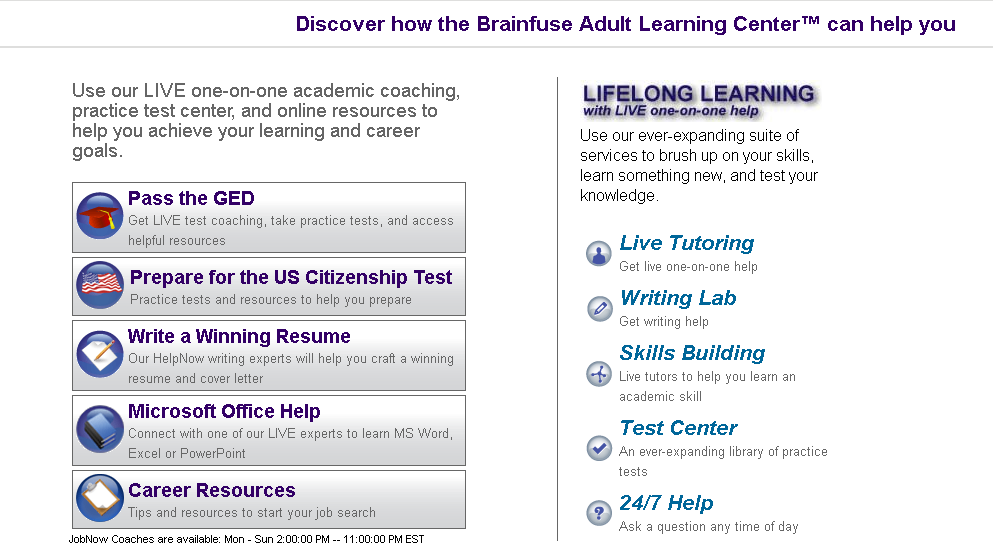 Discover how the Brainfuse Adult Learning Center™ can help you
Use our LIVE one-on-one academic coaching,
practice test center, and online resources to
help you achieve your learning and career
goals.
Pass the GED
Get LIVE test coaching, take practice tests, and access
helpful resources
Prepare for the US Citizenship Test
Practice tests and resources to help you prepare
Write a Winning Resume
Our HelpNow writing experts will help you craft a winning
resume and cover letter
Microsoft Office Help
Connect with one of our LIVE experts to learn MS Word,
Excel or PowerPoint
Career Resources
Tips and resources to start your job search
JobNow Coaches are available: Mon - Sun 2:00:00 PM -- 11:00:00 PM EST
LIFELONG LEARNING
with LIVE one-on-one help
Use our ever-expanding suite of
services to brush up on your skills,
learn something new, and test your
knowledge.
Live Tutoring
Get live one-on-one help
Writing Lab
Get writing help
Skills Building
Live tutors to help you learn an
academic skill
Test Center
An ever-expanding library of practice
tests
?
24/7 Help
Ask a question any time of day